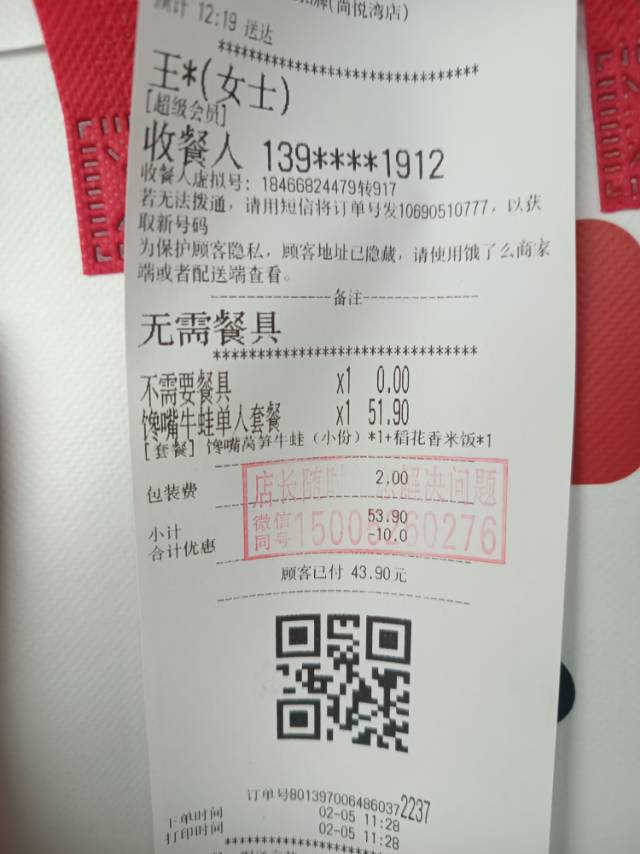 预计 12:19 送达
牌(尚悦湾店)
********************************
王*(女士)
[超级会员]
收餐人 139****1912
收餐人虚拟号: 18466824479转917
若无法拨通, 请用短信将订单号发10690510777, 以获
取新号码
为保护顾客隐私, 顾客地址已隐藏, 请使用饿了么商家
端或者配送端查看。
备注
无需餐具
********************************
不需要餐具 x1 0.00
馋嘴牛蛙单人套餐 x1 51.90
[套餐] 馋嘴莴笋牛蛙 (小份) *1+稻花香米饭*1
包装费 2.00
店长随时 解决问题
小计 53.90
微信
同号
合计优惠 -10.0
顾客已付 43.90元
订单号8013970064860372237
下单时间 02-05 11:28
打印时间 02-05 11:28
********************************